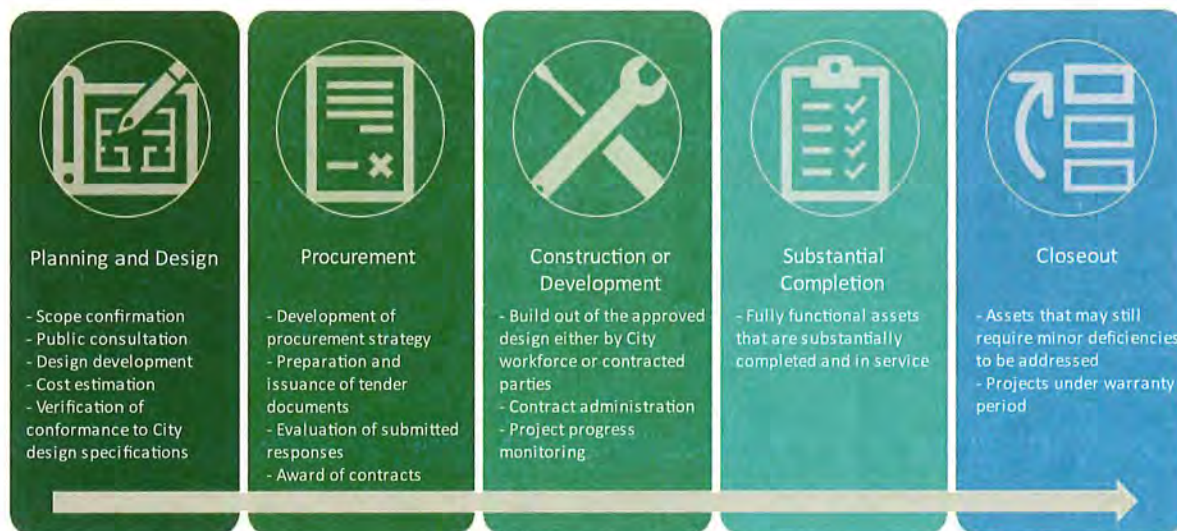 Planning and Design
- Scope confirmation
- Public consultation
- Design development
- Cost estimation
- Verification of
conformance to City
design specifications
Procurement
- Development of
procurement strategy
- Preparation and
issuance of tender
documents
- Evaluation of submitted
responses
- Award of contracts
Construction or
Development
- Build out of the approved
design either by City
workforce or contracted
parties
- Contract administration
- Project progress
monitoring
Substantial
Completion
- Fully functional assets
that are substantially
completed and in service
Closeout
- Assets that may still
require minor deficiencies
to be addressed
- Projects under warranty
period